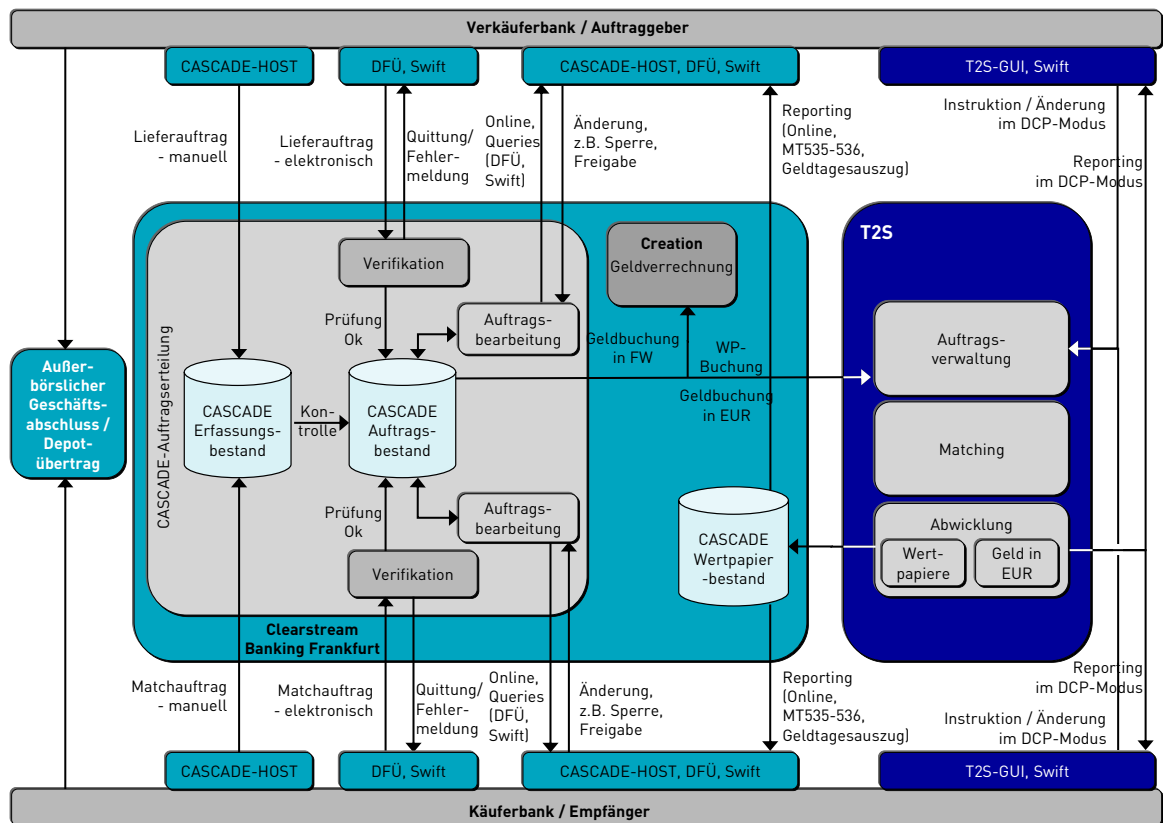 Verkäuferbank / Auftraggeber
CASCADE-HOST
DFÜ, Swift
CASCADE-HOST, DFÜ, Swift
T2S-GUI, Swift
Lieferauftrag
- manuell
Lieferauftrag
- elektronisch
Quittung/
Fehler-
meldung
Online,
Queries
(DFÜ,
Swift)
Änderung,
z.B. Sperre,
Freigabe
Reporting
(Online,
MT535-536,
Geldtagesauszug)
Instruktion / Änderung
im DCP-Modus
Reporting
im DCP-Modus
CASCADE-Auftragserteilung
Verifikation
Prüfung
Ok
Auftrags-
bearbeitung
Creation
Geldverrechnung
T2S
Auftrags-
verwaltung
Geldbuchung
in FW
WP-
Buchung
Geldbuchung
in EUR
Außer-
börslicher
Geschäfts-
abschluss /
Depot-
übertrag
CASCADE
Erfassungs-
bestand
Kon-
trolle
CASCADE
Auftrags-
bestand
Matching
Prüfung
Ok
Auftrags-
bearbeitung
Verifikation
CASCADE
Wertpapier
-bestand
Abwicklung
Wert-
papiere
Geld in
EUR
Clearstream
Banking Frankfurt
Matchauftrag
- manuell
Matchauftrag
- elektronisch
Quittung/
Fehler-
meldung
Online,
Queries
(DFÜ,
Swift)
Änderung,
z.B. Sperre,
Freigabe
Reporting
(Online,
MT535-536,
Geldtagesauszug)
Reporting
im DCP-Modus
Instruktion / Änderung
im DCP-Modus
CASCADE-HOST
DFÜ, Swift
CASCADE-HOST, DFÜ, Swift
T2S-GUI, Swift
Käuferbank / Empfänger